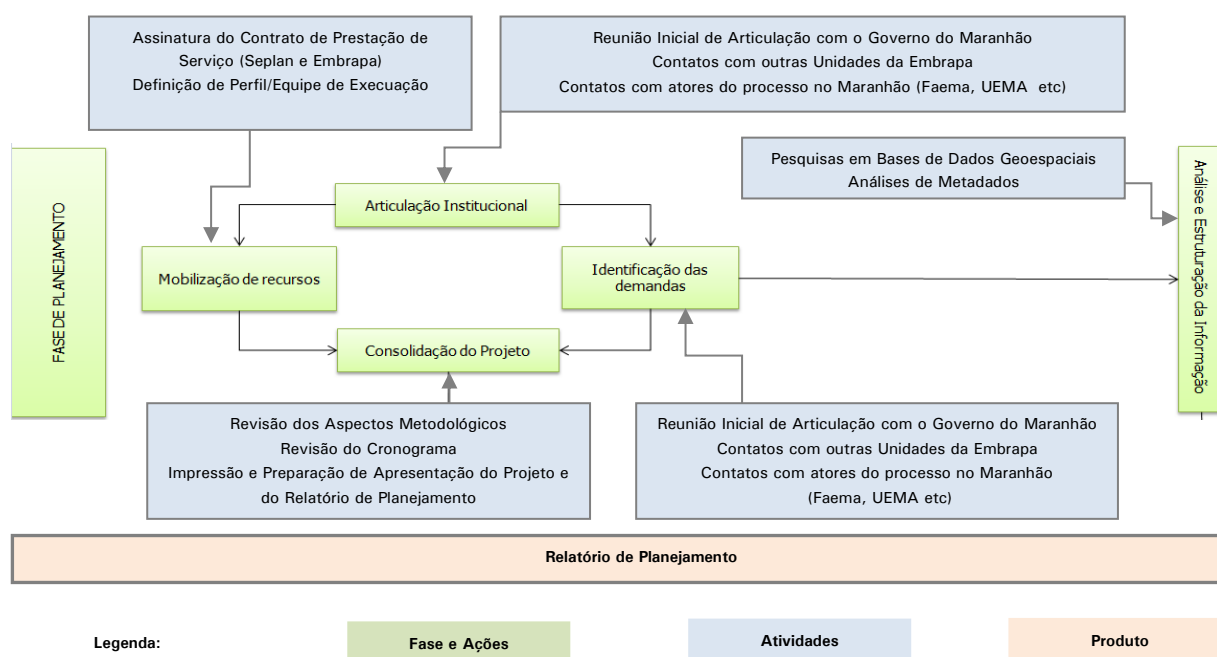 Assinatura do Contrato de Prestação de
Serviço (Seplan e Embrapa)
Definição de Perfil/Equipe de Execuação
Reunião Inicial de Articulação com o Governo do Maranhão
Contatos com outras Unidades da Embrapa
Contatos com atores do processo no Maranhão (Faema, UEMA etc)
Pesquisas em Bases de Dados Geoespaciais
Análises de Metadados
FASE DE PLANEJAMENTO
Articulação Institucional
Mobilização de recursos
Identificação das
demandas
Consolidação do Projeto
Análise e Estruturação da Informação
Revisão dos Aspectos Metodológicos
Revisão do Cronograma
Impressão e Preparação de Apresentação do Projeto e
do Relatório de Planejamento
Reunião Inicial de Articulação com o Governo do Maranhão
Contatos com outras Unidades da Embrapa
Contatos com atores do processo no Maranhão
(Faema, UEMA etc)
Relatório de Planejamento
Legenda:
Fase e Ações
Atividades
Produto